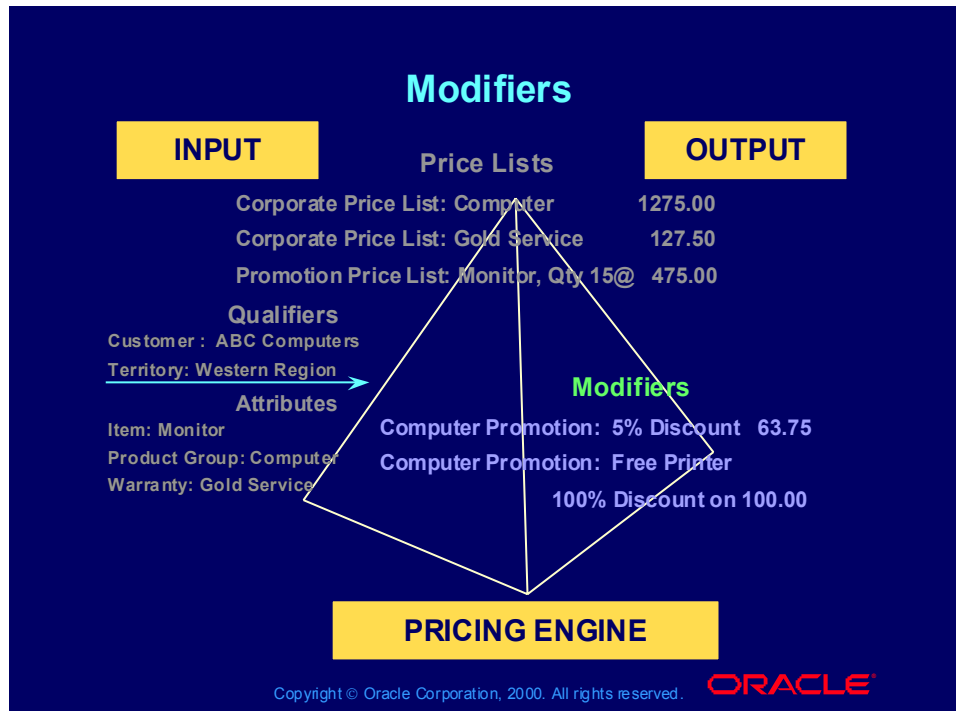 Modifiers
INPUT
OUTPUT
Price Lists
Corporate Price List: Computer 1275.00
Corporate Price List: Gold Service 127.50
Promotion Price List: Monitor, Qty 15@ 475.00
Qualifiers
Customer : ABC Computers
Territory: Western Region
Attributes
Item: Monitor
Product Group: Computer
Warranty: Gold Service
Modifiers
Computer Promotion: 5% Discount 63.75
Computer Promotion: Free Printer
100% Discount on 100.00
PRICING ENGINE
Copyright © Oracle Corporation, 2000. All rights reserved.
ORACLE®